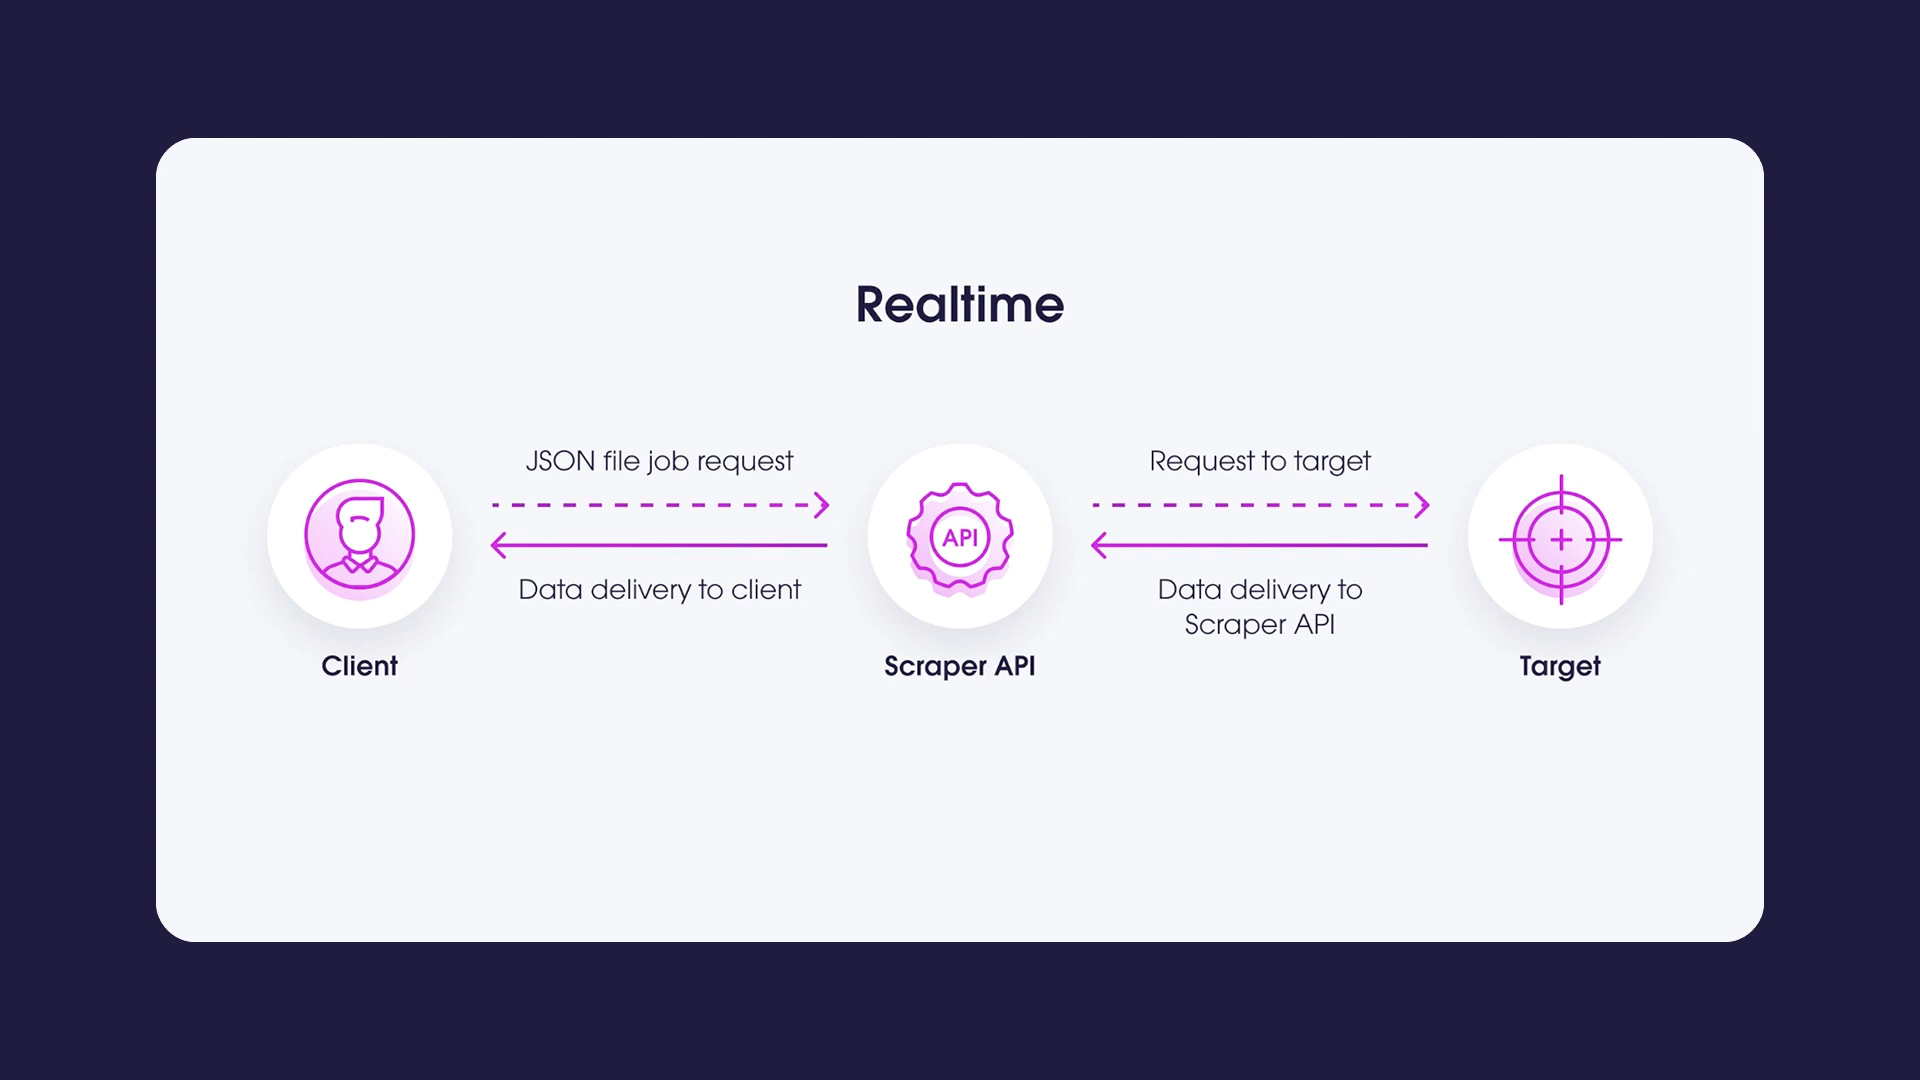 Realtime
JSON file job request
Request to target
API
Data delivery to client
Data delivery to
Scraper API
Client
Scraper API
Target